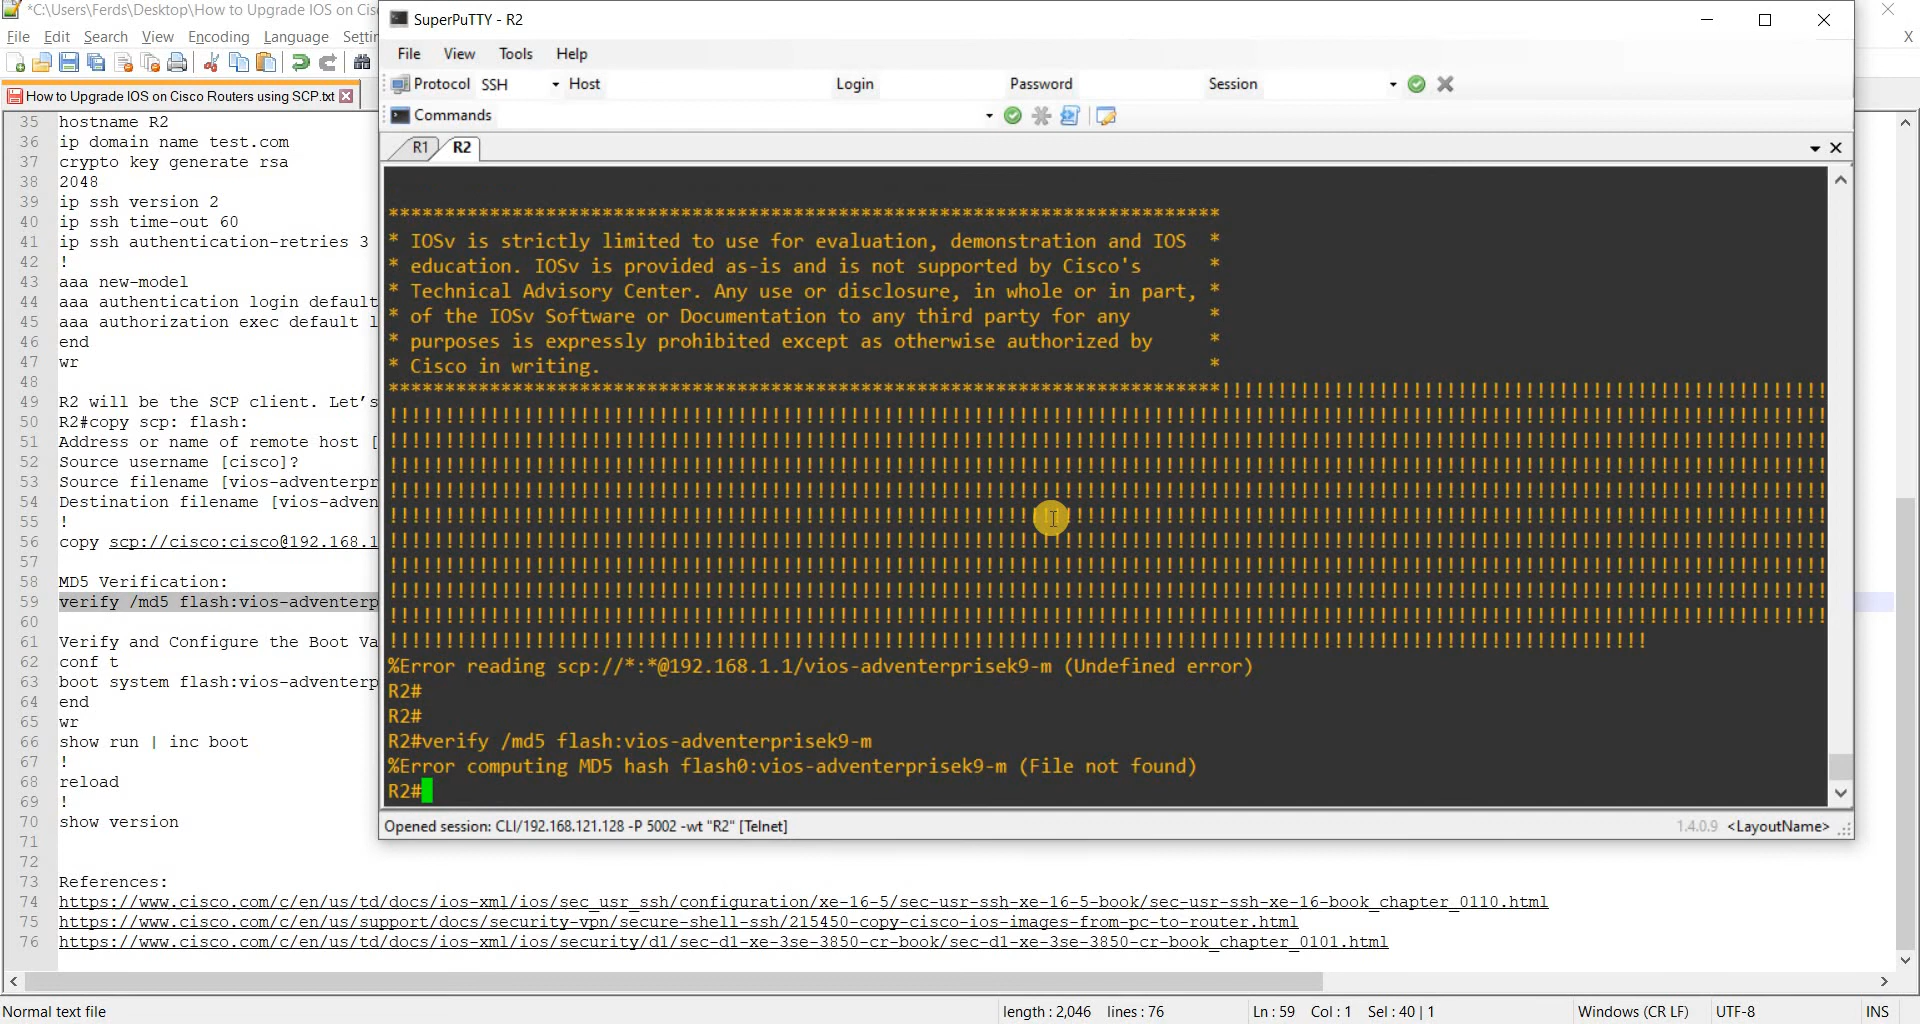 *C:\Users\Ferds\Desktop\How to Upgrade IOS on Cis
File Edit Search View Encoding Language Settin
X
How to Upgrade IOS on Cisco Routers using SCP.txt
35 hostname R2
36 ip domain name test.com
37 crypto key generate rsa
38 2048
39 ip ssh version 2
40 ip ssh time-out 60
41 ip ssh authentication-retries 3
42 !
43 aaa new-model
44 aaa authentication login default
45 aaa authorization exec default l
46 end
47 wr
48
49 R2 will be the SCP client. Let’s
50 R2#copy scp: flash:
51 Address or name of remote host [
52 Source username [cisco]?
53 Source filename [vios-adventerpr
54 Destination filename [vios-adven
55 !
56 copy scp://cisco:cisco@192.168.1
57
58 MD5 Verification:
59 verify /md5 flash:vios-adventerp
60
61 Verify and Configure the Boot Va
62 conf t
63 boot system flash:vios-adventerp
64 end
65 wr
66 show run | inc boot
67 !
68 reload
69 !
70 show version
71
72
73 References:
74 https://www.cisco.com/c/en/us/td/docs/ios-xml/ios/sec_usr_ssh/configuration/xe-16-5/sec-usr-ssh-xe-16-5-book/sec-usr-ssh-xe-16-book_chapter_0110.html
75 https://www.cisco.com/c/en/us/support/docs/security-vpn/secure-shell-ssh/215450-copy-cisco-ios-images-from-pc-to-router.html
76 https://www.cisco.com/c/en/us/td/docs/ios-xml/ios/security/d1/sec-d1-xe-3se-3850-cr-book/sec-d1-xe-3se-3850-cr-book_chapter_0101.html
Normal text file length : 2,046 lines : 76 Ln : 59 Col : 1 Sel : 40 | 1 Windows (CR LF) UTF-8 INS
SuperPuTTY - R2
File View Tools Help
Protocol SSH Host Login Password Session
Commands
R1 R2
* IOSv is strictly limited to use for evaluation, demonstration and IOS *
* education. IOSv is provided as-is and is not supported by Cisco's *
* Technical Advisory Center. Any use or disclosure, in whole or in part, *
* of the IOSv Software or Documentation to any third party for any *
* purposes is expressly prohibited except as otherwise authorized by *
* Cisco in writing. *
%Error reading scp://*:*@192.168.1.1/vios-adventerprisek9-m (Undefined error)
R2#
R2#
R2#verify /md5 flash:vios-adventerprisek9-m
%Error computing MD5 hash flash0:vios-adventerprisek9-m (File not found)
R2#
Opened session: CLI/192.168.121.128 -P 5002 -wt "R2" [Telnet] 1.4.0.9 <LayoutName>